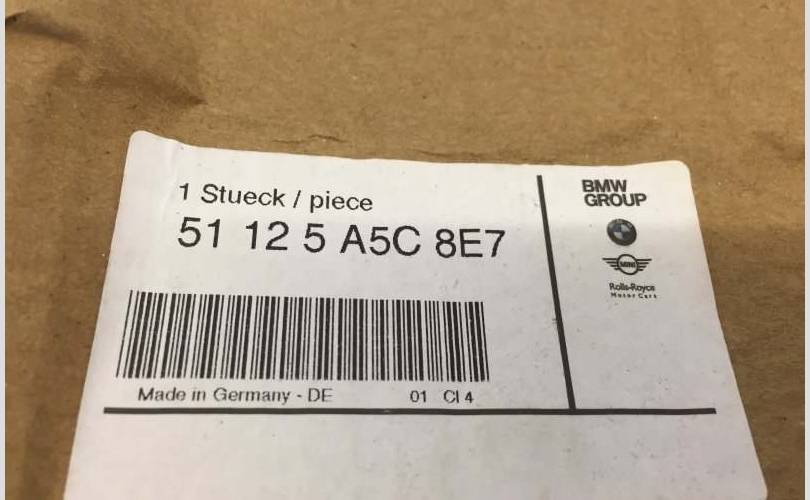 1 Stueck / piece
51 12 5 A5C 8E7
Made in Germany - DE 01 CI 4
BMW
GROUP
MINI
Rolls-Royce
Motor Cars